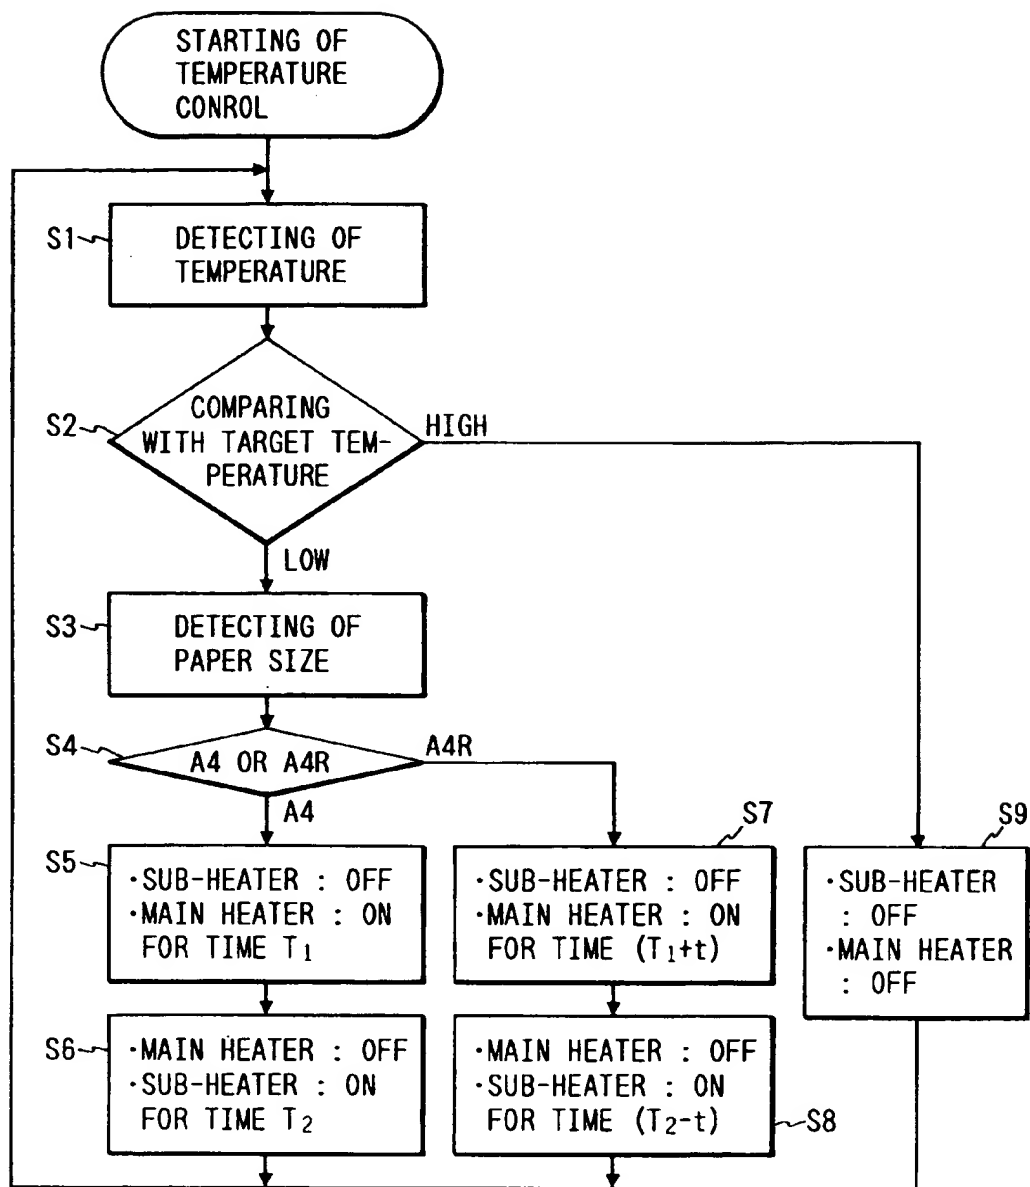 STARTING OF
TEMPERATURE
CONROL
S1
DETECTING OF
TEMPERATURE
S2
COMPARING
WITH TARGET TEM-
PERATURE
HIGH
LOW
S3
DETECTING OF
PAPER SIZE
S4
A4 OR A4R
A4R
A4
S5
·SUB-HEATER : OFF
·MAIN HEATER : ON
FOR TIME T₁
S7
·SUB-HEATER : OFF
·MAIN HEATER : ON
FOR TIME (T₁+t)
S9
·SUB-HEATER
: OFF
·MAIN HEATER
: OFF
S6
·MAIN HEATER : OFF
·SUB-HEATER : ON
FOR TIME T₂
·MAIN HEATER : OFF
·SUB-HEATER : ON
FOR TIME (T₂-t)
S8